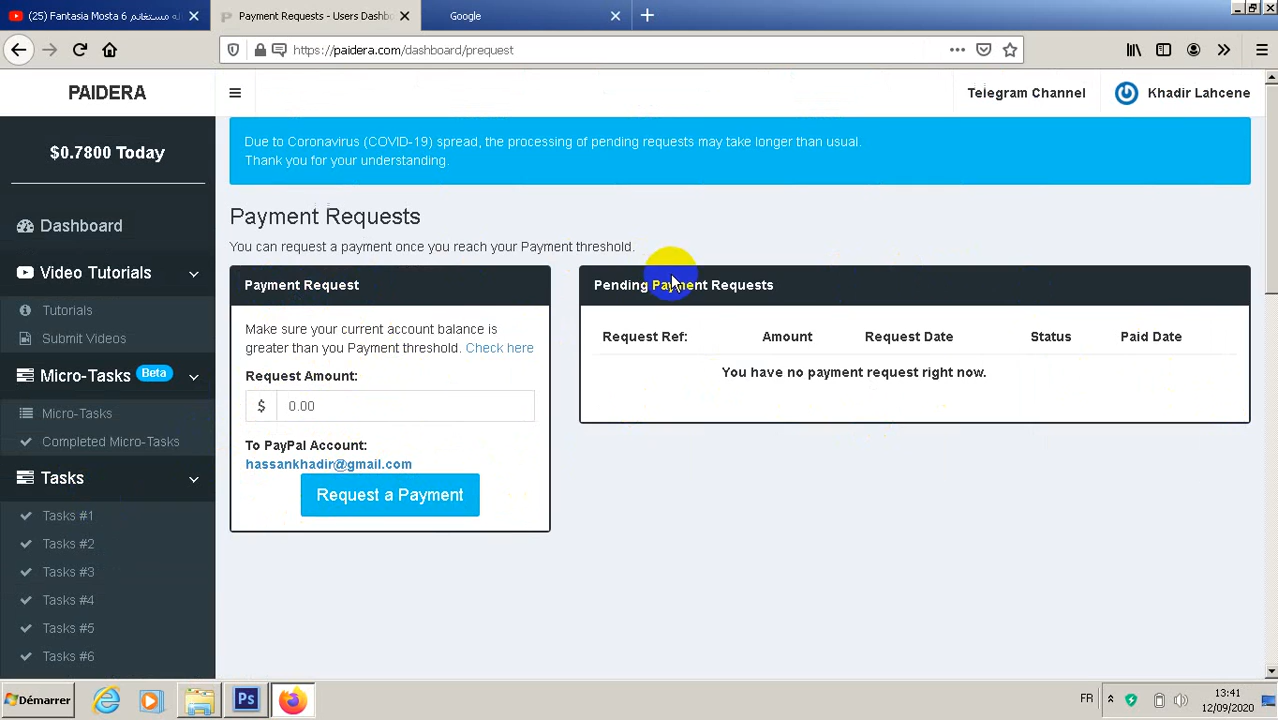 (25) Fantasia Mosta 6 مستغانم
Payment Requests - Users Dashb
Google
https://paidera.com/dashboard/prequest
PAIDERA
Telegram Channel
Khadir Lahcene
$0.7800 Today
Due to Coronavirus (COVID-19) spread, the processing of pending requests may take longer than usual.
Thank you for your understanding.
Dashboard
Payment Requests
You can request a payment once you reach your Payment threshold.
Video Tutorials
Tutorials
Submit Videos
Micro-Tasks Beta
Micro-Tasks
Completed Micro-Tasks
Tasks
Tasks #1
Tasks #2
Tasks #3
Tasks #4
Tasks #5
Tasks #6
Payment Request
Make sure your current account balance is
greater than you Payment threshold. Check here
Request Amount:
$ 0.00
To PayPal Account:
hassankhadir@gmail.com
Request a Payment
Pending Payment Requests
Request Ref: Amount Request Date Status Paid Date
You have no payment request right now.
Démarrer
Ps
FR
13:41
12/09/2020